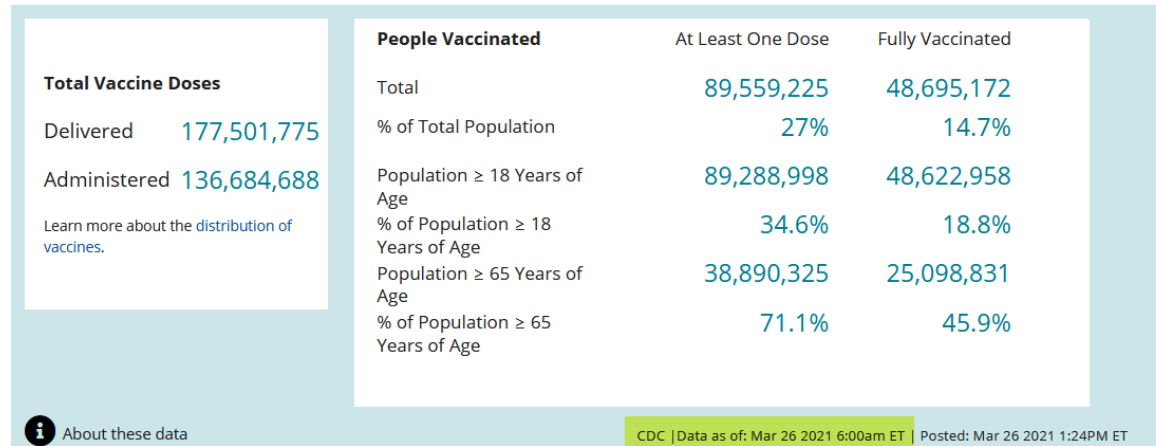 Total Vaccine Doses
Delivered 177,501,775
Administered 136,684,688
Learn more about the distribution of
vaccines.
People Vaccinated At Least One Dose Fully Vaccinated
Total 89,559,225 48,695,172
% of Total Population 27% 14.7%
Population ≥ 18 Years of
Age 89,288,998 48,622,958
% of Population ≥ 18
Years of Age 34.6% 18.8%
Population ≥ 65 Years of
Age 38,890,325 25,098,831
% of Population ≥ 65
Years of Age 71.1% 45.9%
i About these data
CDC |Data as of: Mar 26 2021 6:00am ET | Posted: Mar 26 2021 1:24PM ET